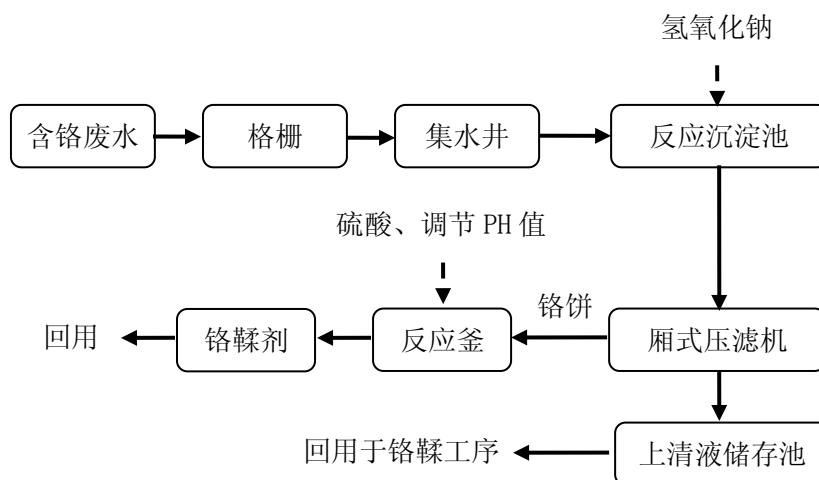 氢氧化钠
含铬废水
格栅
集水井
反应沉淀池
硫酸、调节 PH 值
铬饼
回用
铬鞣剂
反应釜
厢式压滤机
回用于铬鞣工序
上清液储存池